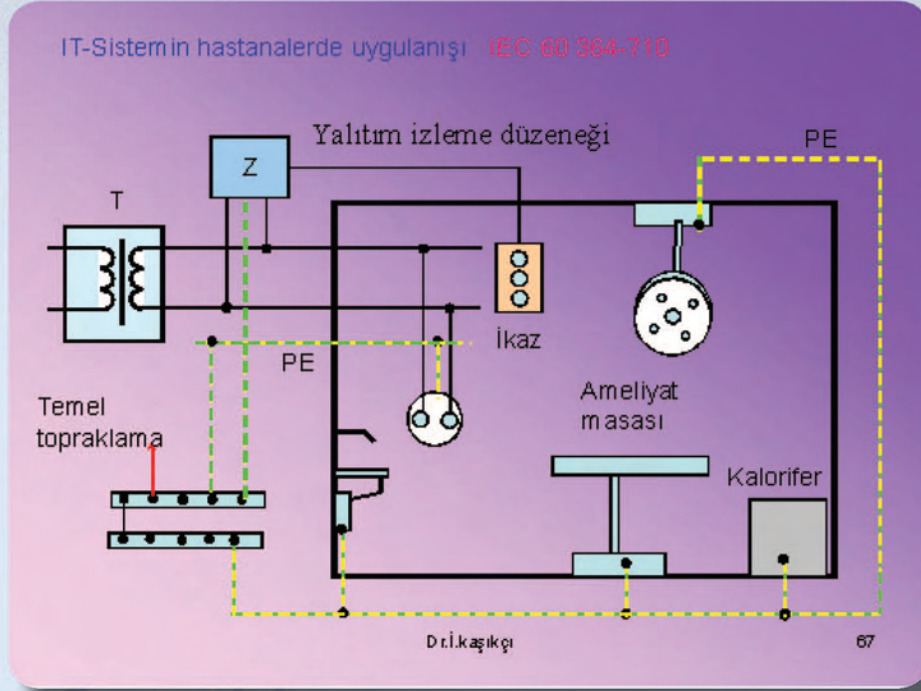 IT-Sistemin hastanalerde uygulanışı IEC 60 364-710
Yalıtım izleme düzeneği
PE
Z
T
İkaz
PE
Temel
topraklama
Ameliyat
masası
Kalorifer
Dr.İ.kaşıkçı
67